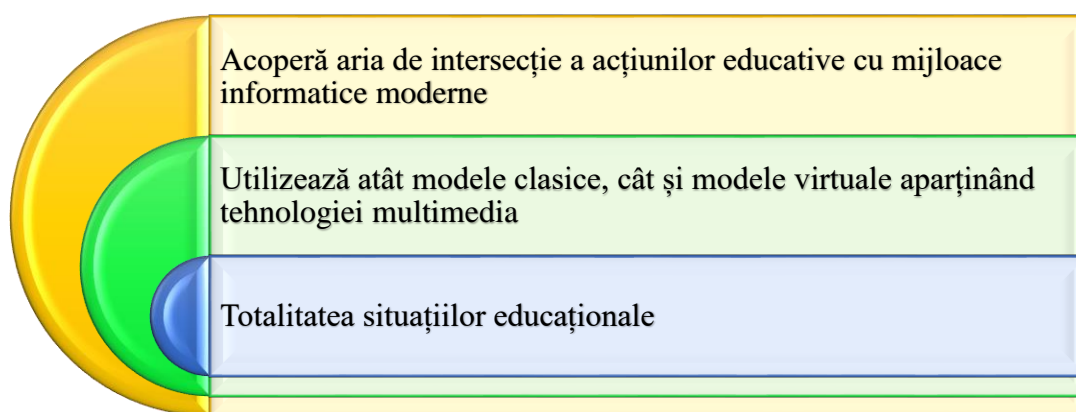 Acoperă aria de intersecție a acțiunilor educative cu mijloace
informatice moderne
Utilizează atât modele clasice, cât și modele virtuale aparținând
tehnologiei multimedia
Totalitatea situațiilor educaționale